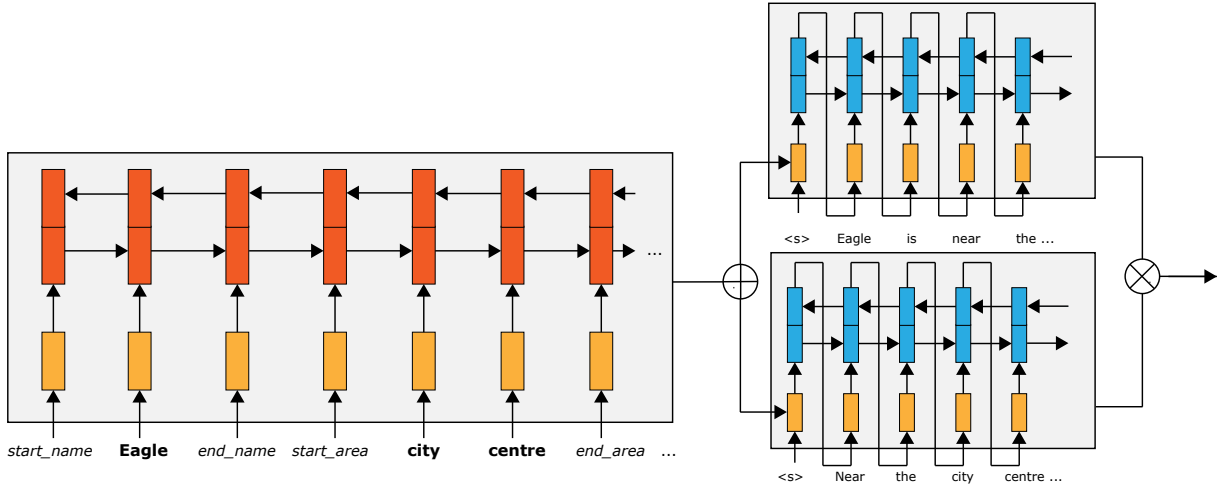 <s> Eagle is near the ...
...
start_name Eagle end_name start_area city centre end_area ...
<s> Near the city centre ...